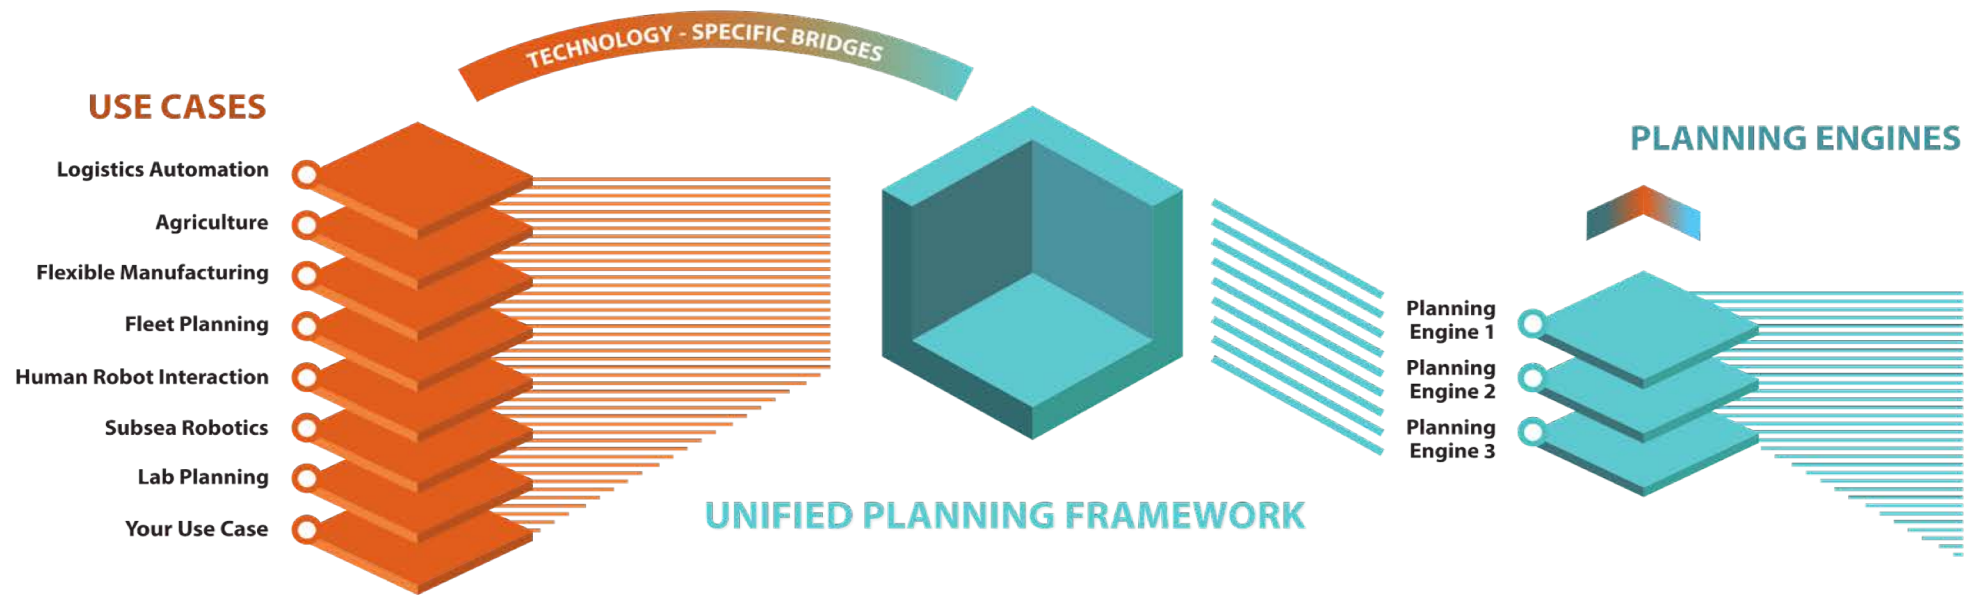 TECHNOLOGY - SPECIFIC BRIDGES
USE CASES
Logistics Automation
Agriculture
Flexible Manufacturing
Fleet Planning
Human Robot Interaction
Subsea Robotics
Lab Planning
Your Use Case
UNIFIED PLANNING FRAMEWORK
PLANNING ENGINES
Planning
Engine 1
Planning
Engine 2
Planning
Engine 3